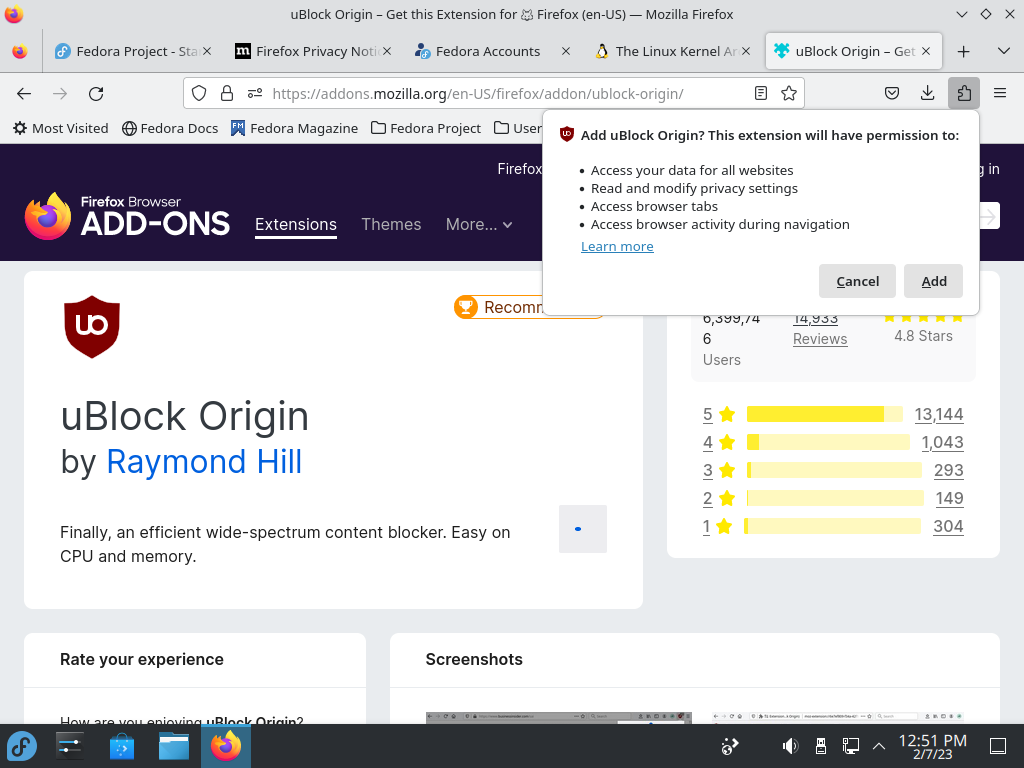 uBlock Origin – Get this Extension for 🦊 Firefox (en-US) — Mozilla Firefox
Fedora Project - Sta
Firefox Privacy Noti
Fedora Accounts
The Linux Kernel Ar
uBlock Origin – Get
https://addons.mozilla.org/en-US/firefox/addon/ublock-origin/
Most Visited
Fedora Docs
Fedora Magazine
Fedora Project
User
Add uBlock Origin? This extension will have permission to:
• Access your data for all websites
• Read and modify privacy settings
• Access browser tabs
• Access browser activity during navigation
Learn more
Cancel
Add
Firefox
g in
Firefox Browser
ADD-ONS
Extensions
Themes
More...
Recomm
uBlock Origin
by Raymond Hill
Finally, an efficient wide-spectrum content blocker. Easy on
CPU and memory.
6,399,74
6
Users
14,933
Reviews
4.8 Stars
5 13,144
4 1,043
3 293
2 149
1 304
Rate your experience
How are you enjoying uBlock Origin?
Screenshots
12:51 PM
2/7/23